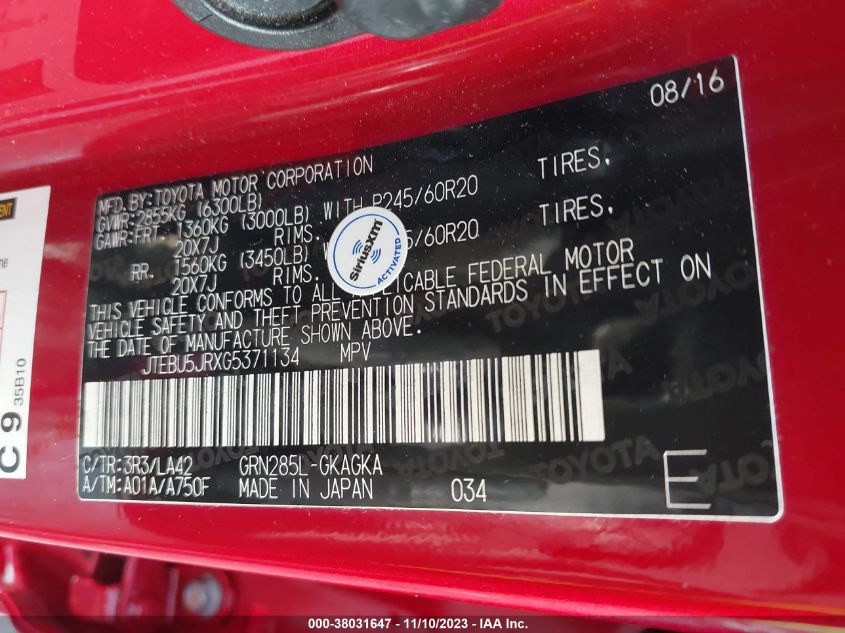 08/16
MFD. BY: TOYOTA MOTOR CORPORATION
GVWR: 2855KG (6300LB)
GAWR: FRT. 1360KG (3000LB) WITH P245/60R20 TIRES,
20X7J RIMS,
RR. 1560KG (3450LB) 5/60R20 TIRES,
20X7J RIMS,
SiriusXm
ACTIVATED
THIS VEHICLE CONFORMS TO ALL APPLICABLE FEDERAL MOTOR
VEHICLE SAFETY AND THEFT PREVENTION STANDARDS IN EFFECT ON
THE DATE OF MANUFACTURE SHOWN ABOVE.
JTEBU5JRXG5371134 MPV
C/TR: 3R3/LA42 GRN285L-GKAGKA
A/TM: A01A/A750F MADE IN JAPAN 034 E
C 9
35B10
000-38031647 - 11/10/2023 - IAA Inc.